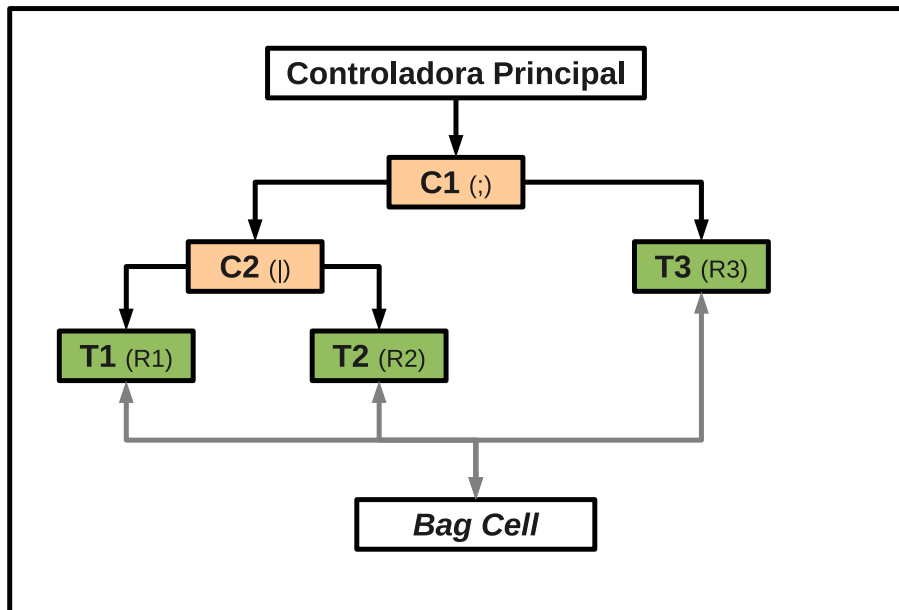 Controladora Principal
C1 (;)
C2 (|)
T3 (R3)
T1 (R1)
T2 (R2)
Bag Cell